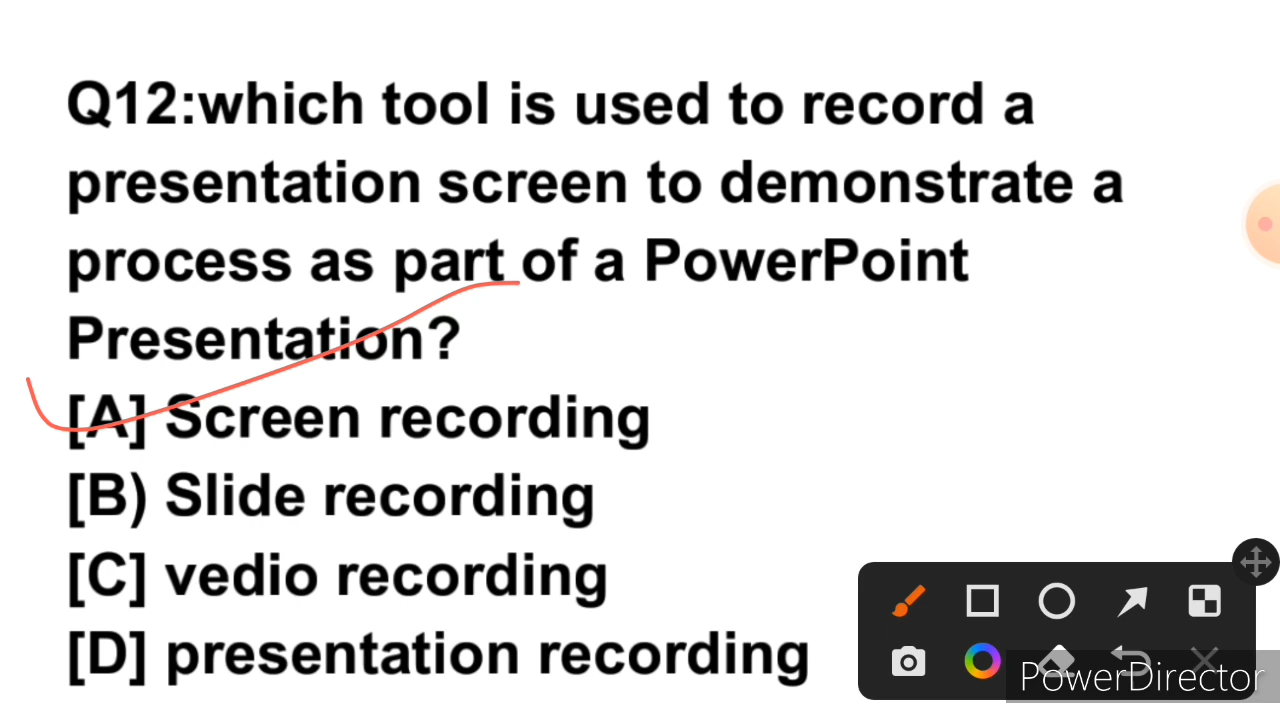 Q12:which tool is used to record a
presentation screen to demonstrate a
process as part of a PowerPoint
Presentation?
[A] Screen recording
[B) Slide recording
[C] vedio recording
[D] presentation recording
PowerDirector